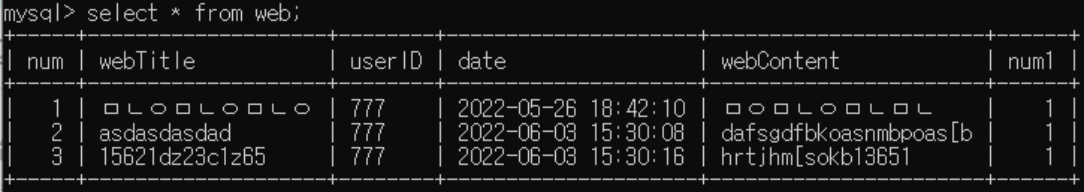 mysql> select * from web;
+-----+----------------------+--------+---------------------+------------------------+------+
| num | webTitle | userID | date | webContent | num1 |
+-----+----------------------+--------+---------------------+------------------------+------+
| 1 | ㅁㄴㅇㅁㄴㅇㅁㄴㅇ | 777 | 2022-05-26 18:42:10 | ㅁㅇㅁㄴㅇㅁㄴㅁㄴ | 1 |
| 2 | asdasdasdad | 777 | 2022-06-03 15:30:08 | dafsgdfbkoasnmbpoas[b | 1 |
| 3 | 15621dz23c1z65 | 777 | 2022-06-03 15:30:16 | hrtjhm[sokb13651 | 1 |
+-----+----------------------+--------+---------------------+------------------------+------+